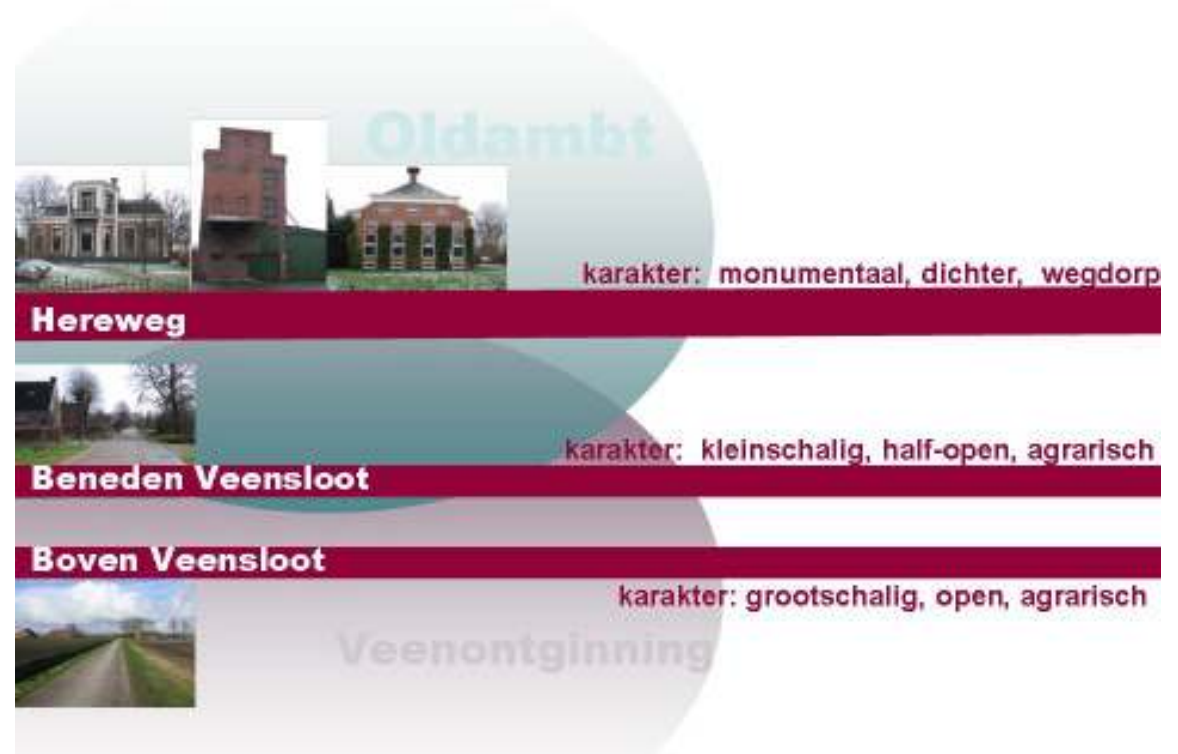 Oldambt
karakter: monumentaal, dichter, wegdorp
Hereweg
karakter: kleinschalig, half-open, agrarisch
Beneden Veensloot
Boven Veensloot
karakter: grootschalig, open, agrarisch
Veenontginning